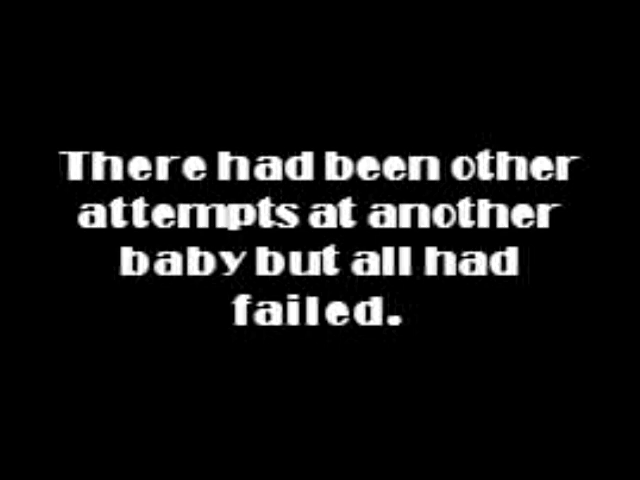 There had been other
attempts at another
baby but all had
failed.